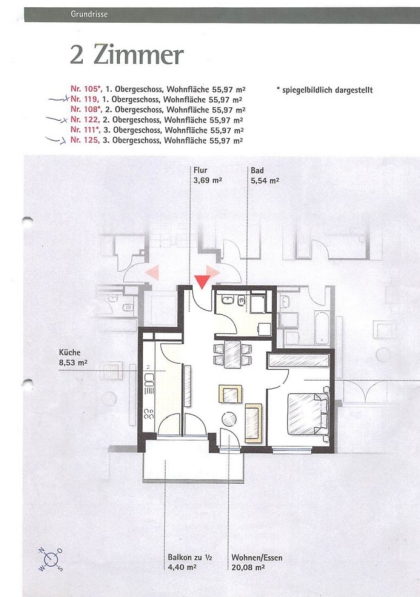 Grundrisse
2 Zimmer
Nr. 105*, 1. Obergeschoss, Wohnfläche 55,97 m²
* spiegelbildlich dargestellt
Nr. 119, 1. Obergeschoss, Wohnfläche 55,97 m²
Nr. 108*, 2. Obergeschoss, Wohnfläche 55,97 m²
Nr. 122, 2. Obergeschoss, Wohnfläche 55,97 m²
Nr. 111*, 3. Obergeschoss, Wohnfläche 55,97 m²
Nr. 125, 3. Obergeschoss, Wohnfläche 55,97 m²
Flur
3,69 m²
Bad
5,54 m²
Küche
8,53 m²
N O
W S
Balkon zu ½
4,40 m²
Wohnen/Essen
20,08 m²